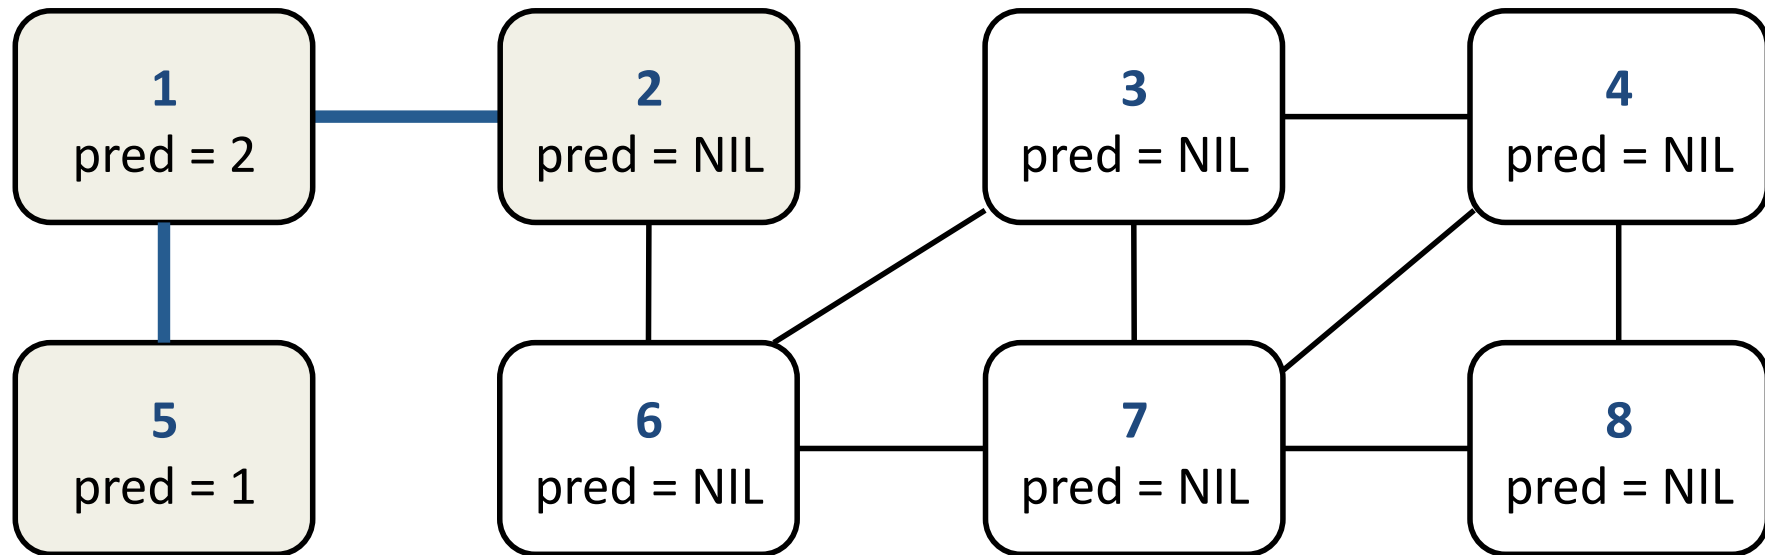 1
pred = 2
2
pred = NIL
3
pred = NIL
4
pred = NIL
5
pred = 1
6
pred = NIL
7
pred = NIL
8
pred = NIL